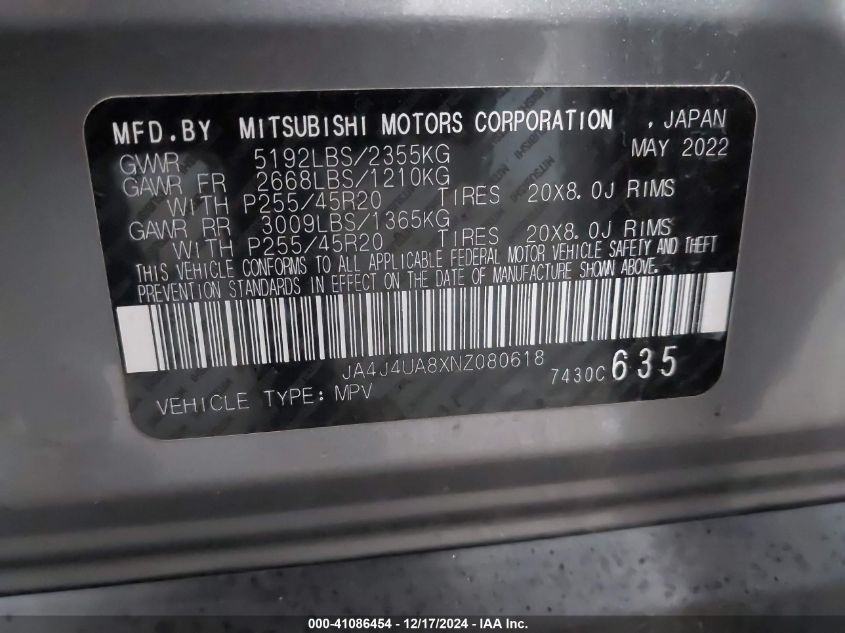 MFD.BY MITSUBISHI MOTORS CORPORATION , JAPAN
GVWR 5192LBS/2355KG MAY 2022
GAWR FR 2668LBS/1210KG
WITH P255/45R20 TIRES 20X8.0J RIMS
GAWR RR 3009LBS/1365KG
WITH P255/45R20 TIRES 20X8.0J RIMS
THIS VEHICLE CONFORMS TO ALL APPLICABLE FEDERAL MOTOR VEHICLE SAFETY AND THEFT
PREVENTION STANDARDS IN EFFECT ON THE DATE OF MANUFACTURE SHOWN ABOVE.
JA4J4UA8XNZ080618
7430C 635
VEHICLE TYPE: MPV
000-41086454 - 12/17/2024 - IAAI Inc.